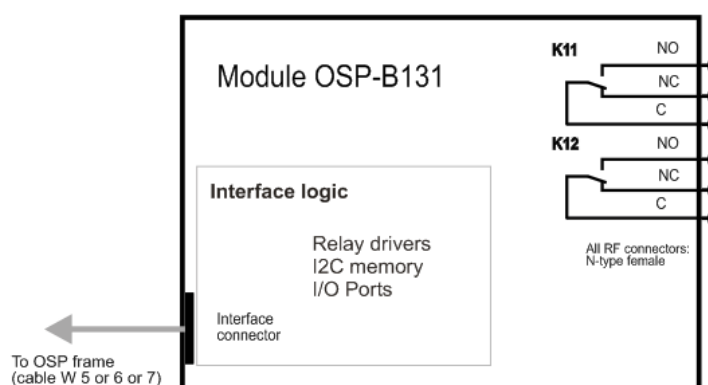 Module OSP-B131
K11
NO
NC
C
K12
NO
NC
C
All RF connectors:
N-type female
Interface logic
Relay drivers
I2C memory
I/O Ports
Interface
connector
To OSP frame
(cable W 5 or 6 or 7)